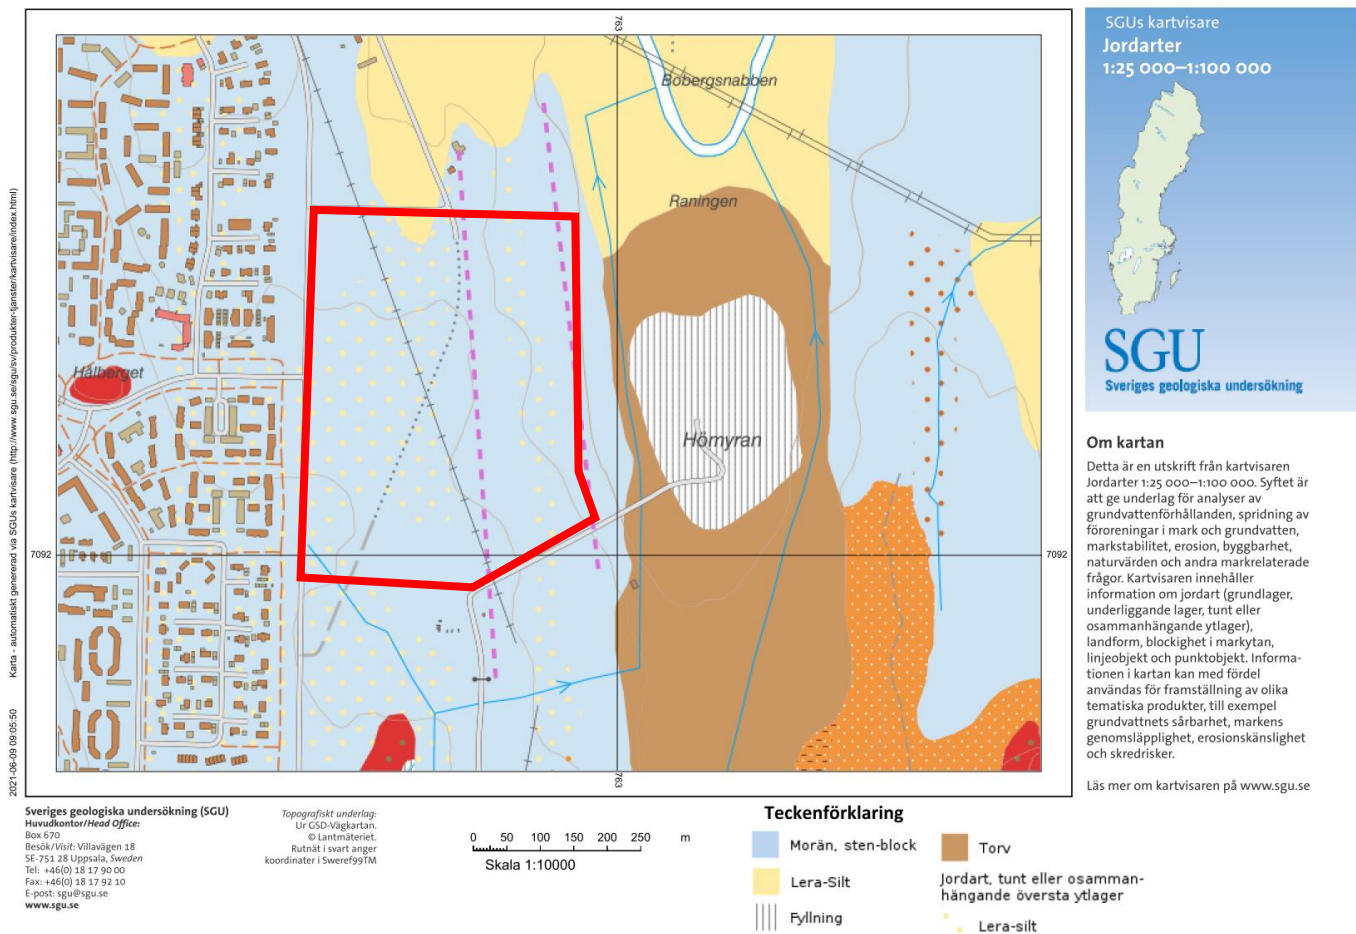 763
Bobergsnabben
Raningen
Hålberget
Hömyran
7092
7092
763
2021-06-09 09:05:50 Karta - automatiskt genererad via SGUs kartvisare (http://www.sgu.se/sgu/sv/produkter-tjanster/kartvisare/index.html)
SGUs kartvisare
Jordarter
1:25 000–1:100 000
SGU
Sveriges geologiska undersökning
Om kartan
Detta är en utskrift från kartvisaren
Jordarter 1:25 000–1:100 000. Syftet är
att ge underlag för analyser av
grundvattenförhållanden, spridning av
föroreningar i mark och grundvatten,
markstabilitet, erosion, byggbarhet,
naturvärden och andra markrelaterade
frågor. Kartvisaren innehåller
information om jordart (grundlager,
underliggande lager, tunt eller
osammanhängande ytlager),
landform, blockighet i markytan,
linjeobjekt och punktobjekt. Informa-
tionen i kartan kan med fördel
användas för framställning av olika
tematiska produkter, till exempel
grundvattnets sårbarhet, markens
genomsläpplighet, erosionskänslighet
och skredrisker.
Läs mer om kartvisaren på www.sgu.se
Sveriges geologiska undersökning (SGU)
Huvudkontor/Head Office:
Box 670
Besök/Visit: Villavägen 18
SE-751 28 Uppsala, Sweden
Tel: +46(0) 18 17 90 00
Fax: +46(0) 18 17 92 10
E-post: sgu@sgu.se
www.sgu.se
Topografiskt underlag:
Ur GSD-Vägkartan.
© Lantmäteriet.
Rutnät i svart anger
koordinater i Sweref99TM
0 50 100 150 200 250 m
Skala 1:10000
Teckenförklaring
Morän, sten-block
Lera-Silt
Fyllning
Torv
Jordart, tunt eller osamman-
hängande översta ytlager
Lera-silt